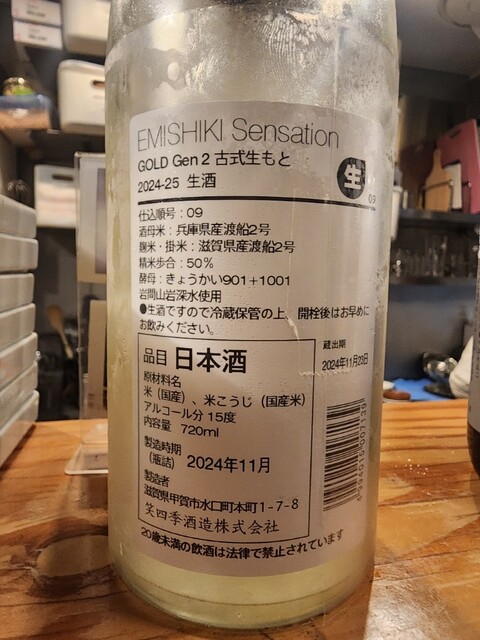 EMISHIKI Sensation
GOLD Gen 2 古式生もと
2024-25 生酒
生
09
仕込順号：09
酒母米：兵庫県産渡船2号
麹米・掛米：滋賀県産渡船2号
精米歩合：50%
酵母：きょうかい901+1001
岩間山岩深水使用
●生酒ですので冷蔵保管の上、開栓後はお早めに
お飲みください。
品目 日本酒
原材料名
米（国産）、米こうじ（国産米）
アルコール分 15度
内容量 720ml
製造時期
（瓶詰） 2024年11月
製造者
滋賀県甲賀市水口町本町1-7-8
笑四季酒造株式会社
蔵出期
2024年11月23日
20歳未満の飲酒は法律で禁止されています